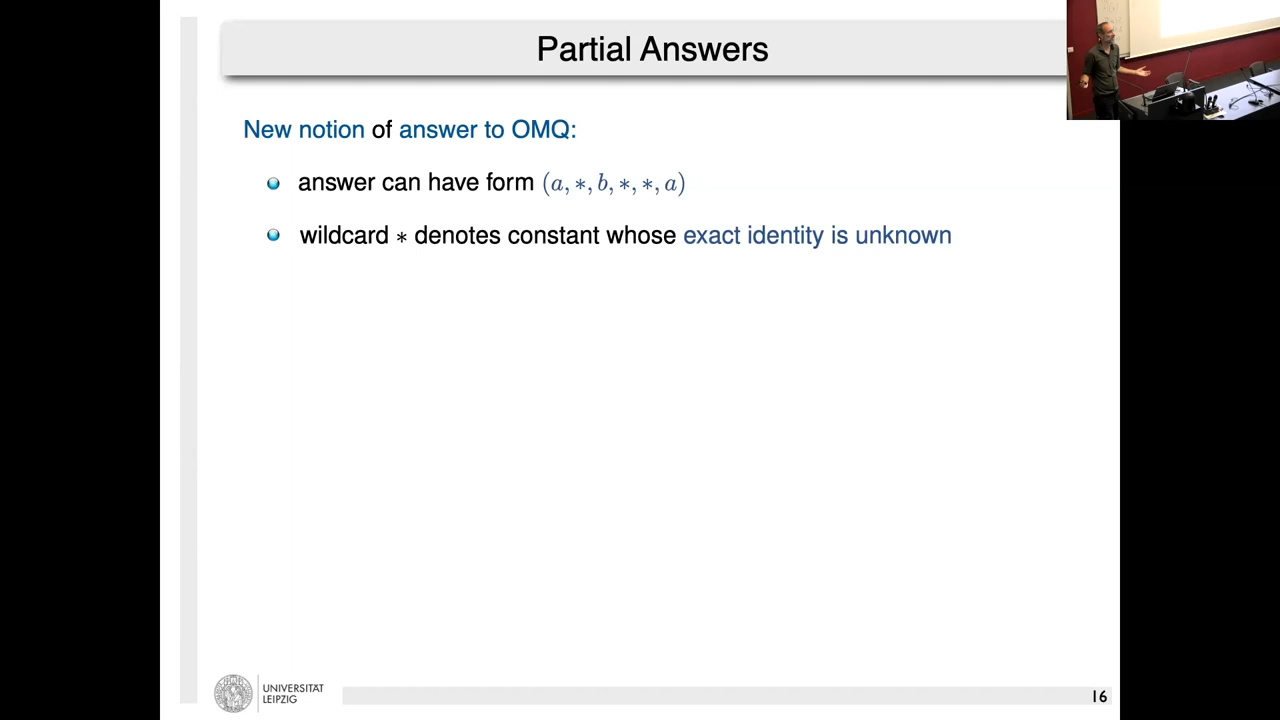 Partial Answers
New notion of answer to OMQ:
answer can have form (a, *, b, *, *, a)
wildcard * denotes constant whose exact identity is unknown
UNIVERSITÄT
LEIPZIG
16